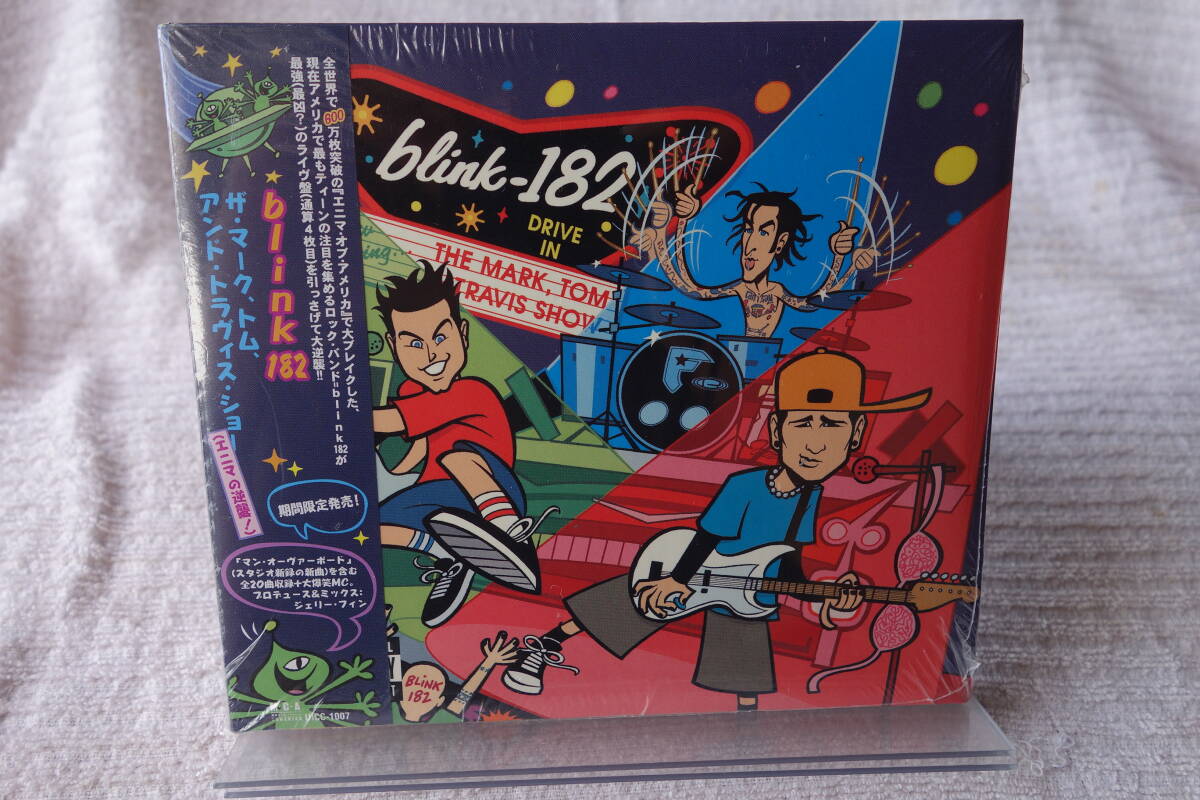 全世界で600万枚突破の『エニマ・オブ・アメリカ』で大ブレイクした、
現在アメリカで最もティーンの注目を集めるロック・バンド=blink182が
最強(最凶?)のライヴ盤(通算4枚目)を引っさげて大逆襲!!
blink182
ザ・マーク、トム、
アンド・トラヴィス・ショー
(エニマの逆襲!)
期間限定発売!
「マン・オーヴァーボード」
(スタジオ新録の新曲)を含む
全20曲収録+大爆笑MC。
プロデュース&ミックス:
ジェリー・フィン
M・C・A
UICC-1007
blink-182
DRIVE
IN
THE MARK, TOM
TRAVIS SHOW
BLINK
182